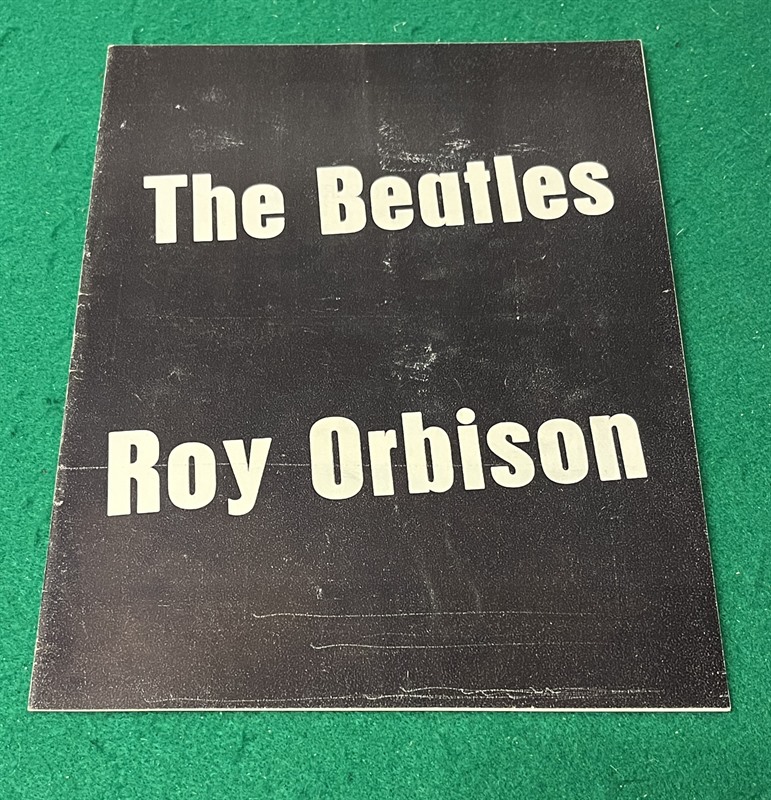 The Beatles
Roy Orbison